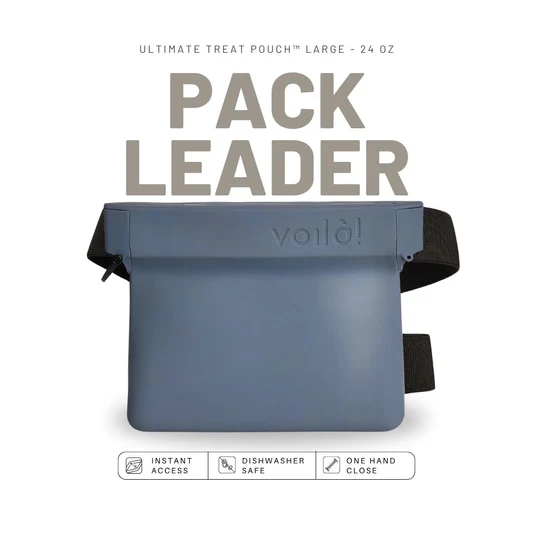 ULTIMATE TREAT POUCH™ LARGE - 24 OZ
PACK
LEADER
voilà!
INSTANT
ACCESS
DISHWASHER
SAFE
ONE HAND
CLOSE